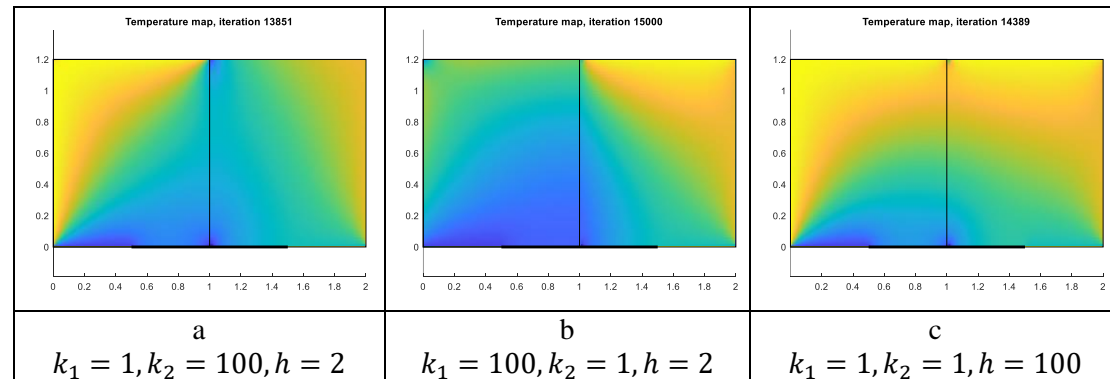 Temperature map, iteration 13851
1.2
1
0.8
0.6
0.4
0.2
0
0 0.2 0.4 0.6 0.8 1 1.2 1.4 1.6 1.8 2
Temperature map, iteration 15000
1.2
1
0.8
0.6
0.4
0.2
0
0 0.2 0.4 0.6 0.8 1 1.2 1.4 1.6 1.8 2
Temperature map, iteration 14389
1.2
1
0.8
0.6
0.4
0.2
0
0.2 0.4 0.6 0.8 1 1.2 1.4 1.6 1.8 2
a
k₁ = 1, k₂ = 100, h = 2
b
k₁ = 100, k₂ = 1, h = 2
c
k₁ = 1, k₂ = 1, h = 100